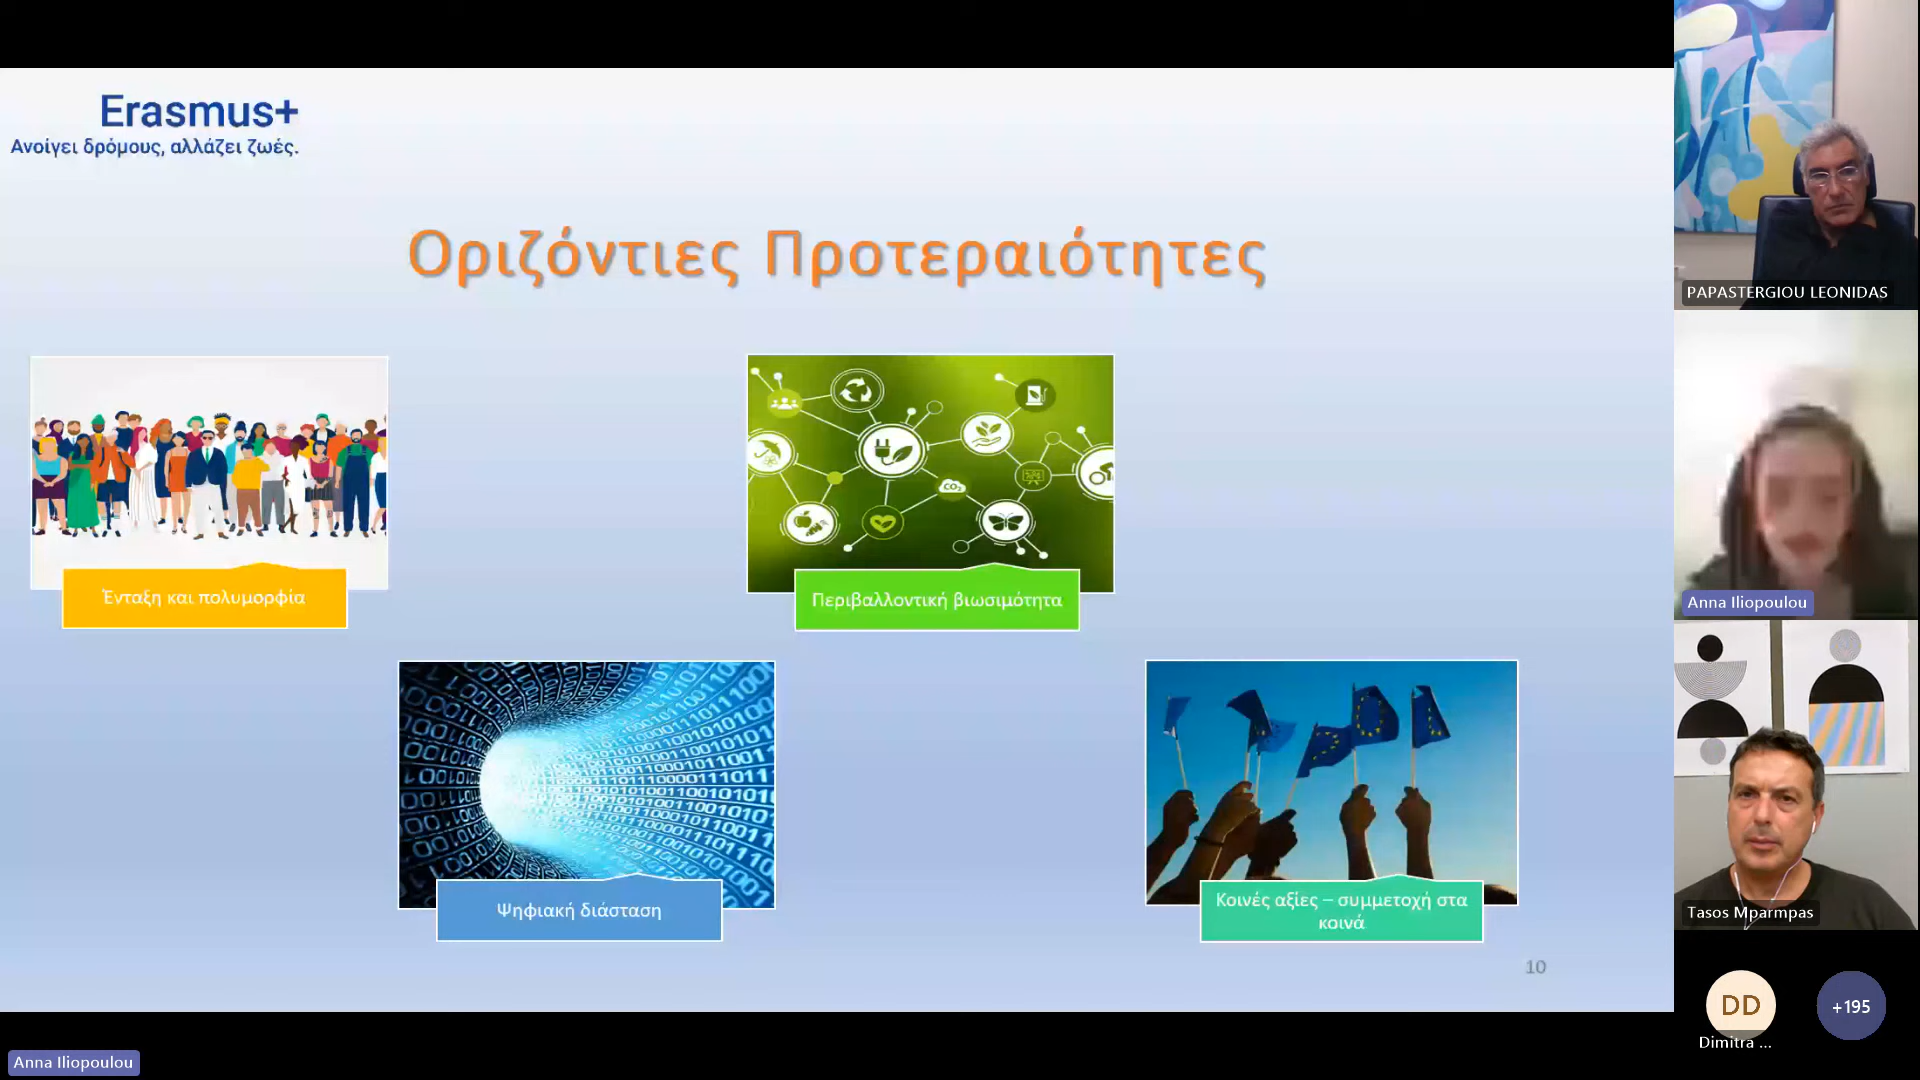 Erasmus+
Ανοίγει δρόμους, αλλάζει ζωές.
Οριζόντιες Προτεραιότητες
Ένταξη και πολυμορφία
Περιβαλλοντική βιωσιμότητα
CO₂
Ψηφιακή διάσταση
Κοινές αξίες – συμμετοχή στα
κοινά
10
PAPASTERGIOU LEONIDAS
Anna Iliopoulou
Tasos Mparmpas
DD
Dimitra ...
+195
Anna Iliopoulou